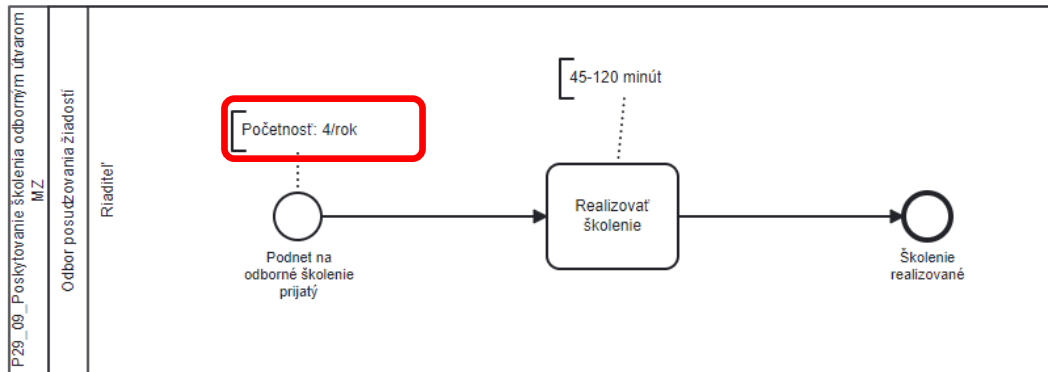 P29_09_Poskytovanie školenia odborným útvarom
MZ
Odbor posudzovania žiadostí
Riaditeľ
Početnosť: 4/rok
Podnet na
odborné školenie
prijatý
45-120 minút
Realizovať
školenie
Školenie
realizované